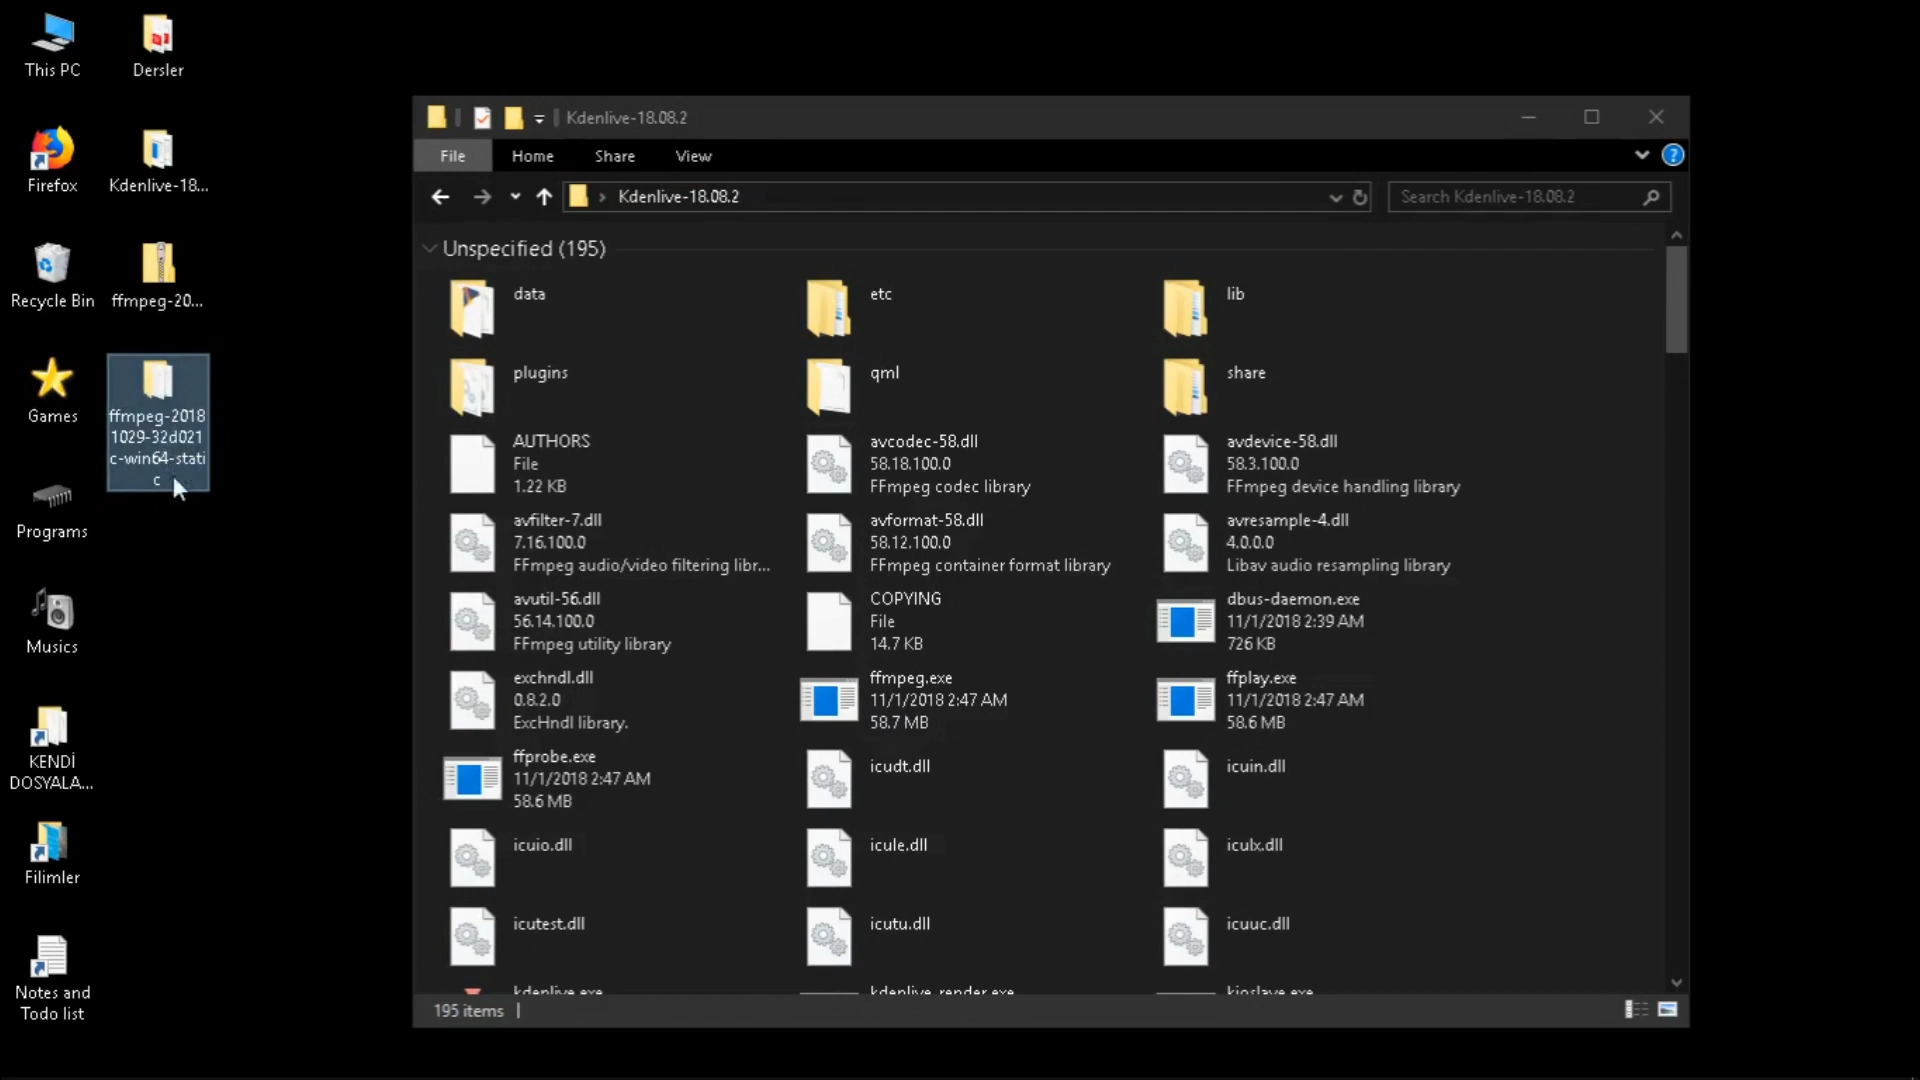 This PC
Dersler
Firefox
Kdenlive-18...
Recycle Bin
ffmpeg-20...
Games
ffmpeg-2018
1029-32d021
c-win64-stati
c
Programs
Musics
KENDİ
DOSYALA...
Filimler
Notes and
Todo list
Kdenlive-18.08.2
File
Home
Share
View
Kdenlive-18.08.2
Search Kdenlive-18.08.2
Unspecified (195)
data
etc
lib
plugins
qml
share
AUTHORS
File
1.22 KB
avcodec-58.dll
58.18.100.0
FFmpeg codec library
avdevice-58.dll
58.3.100.0
FFmpeg device handling library
avfilter-7.dll
7.16.100.0
FFmpeg audio/video filtering libr...
avformat-58.dll
58.12.100.0
FFmpeg container format library
avresample-4.dll
4.0.0.0
Libav audio resampling library
avutil-56.dll
56.14.100.0
FFmpeg utility library
COPYING
File
14.7 KB
dbus-daemon.exe
11/1/2018 2:39 AM
726 KB
exchndl.dll
0.8.2.0
ExcHndl library.
ffmpeg.exe
11/1/2018 2:47 AM
58.7 MB
ffplay.exe
11/1/2018 2:47 AM
58.6 MB
ffprobe.exe
11/1/2018 2:47 AM
58.6 MB
icudt.dll
icuin.dll
icuio.dll
icule.dll
iculx.dll
icutest.dll
icutu.dll
icuuc.dll
kdenlive.exe
kdenlive_render.exe
kioslave.exe
195 items